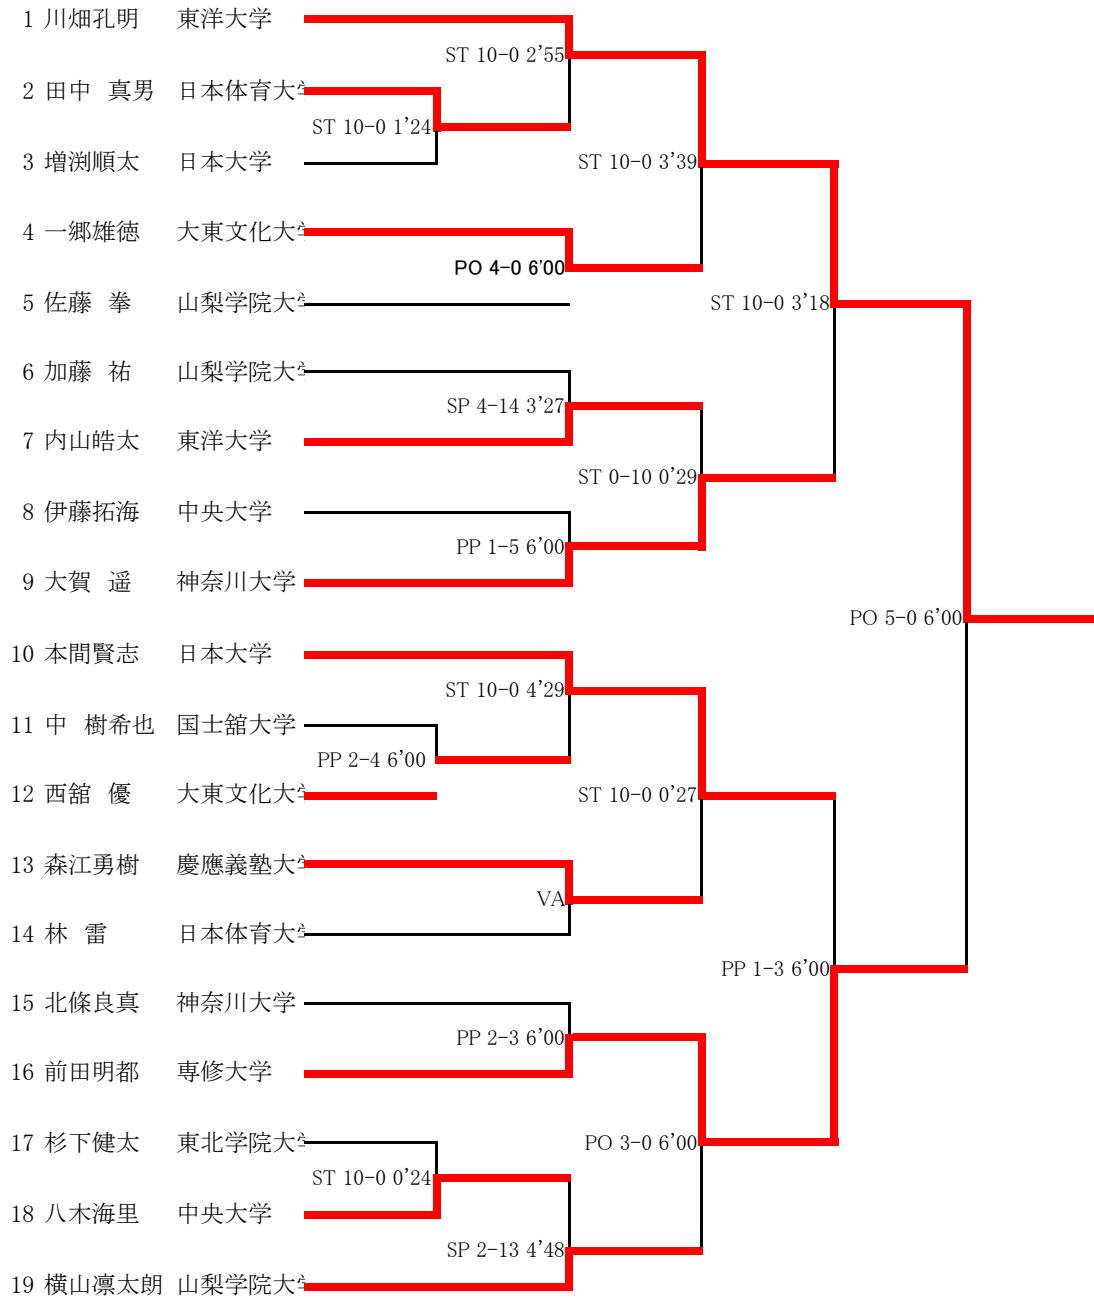 1 川畑孔明 東洋大学
ST 10-0 2’55
2 田中 真男 日本体育大学
ST 10-0 1’24
3 増渕順太 日本大学
ST 10-0 3’39
4 一郷雄徳 大東文化大学
PO 4-0 6’00
5 佐藤 拳 山梨学院大学
ST 10-0 3’18
6 加藤 祐 山梨学院大学
SP 4-14 3’27
7 内山皓太 東洋大学
ST 0-10 0’29
8 伊藤拓海 中央大学
PP 1-5 6’00
9 大賀 遥 神奈川大学
PO 5-0 6’00
10 本間賢志 日本大学
ST 10-0 4’29
11 中 樹希也 国士舘大学
PP 2-4 6’00
12 西舘 優 大東文化大学
ST 10-0 0’27
13 森江勇樹 慶應義塾大学
VA
14 林 雷 日本体育大学
PP 1-3 6’00
15 北條良真 神奈川大学
PP 2-3 6’00
16 前田明都 専修大学
17 杉下健太 東北学院大学
PO 3-0 6’00
ST 10-0 0’24
18 八木海里 中央大学
SP 2-13 4’48
19 横山凛太朗 山梨学院大学